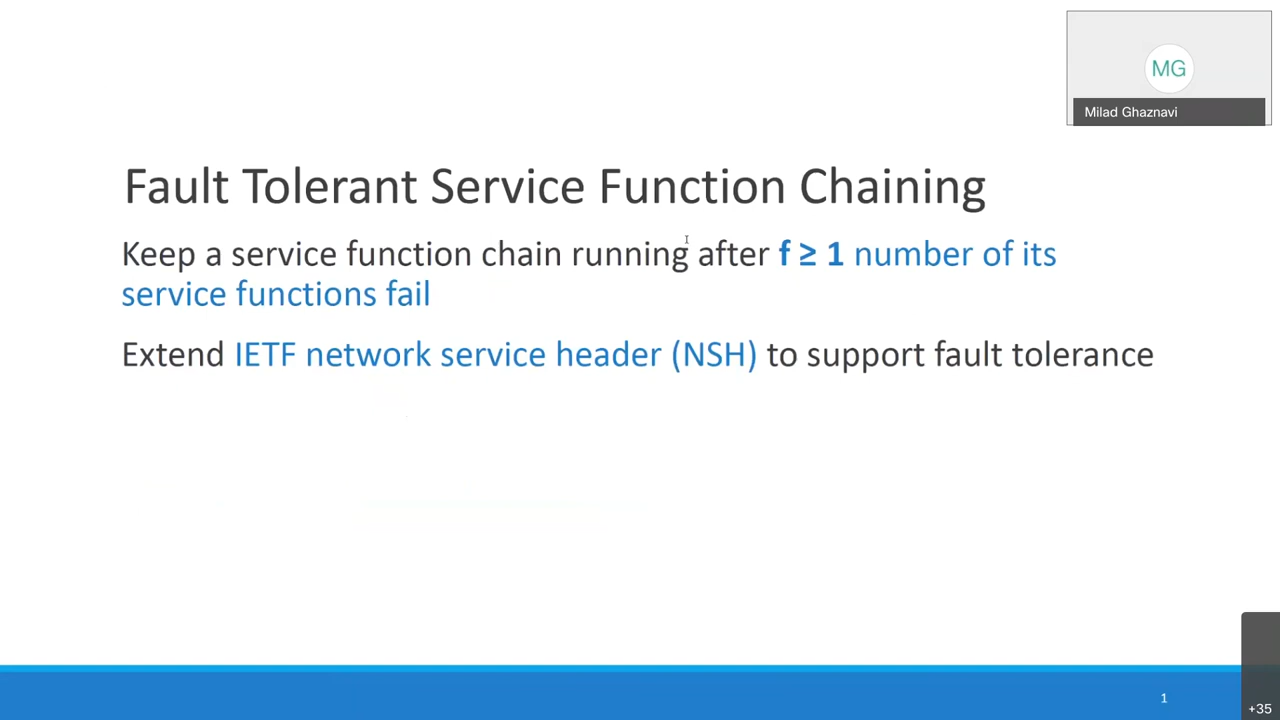 MG
Milad Ghaznavi
Fault Tolerant Service Function Chaining
Keep a service function chain running after f ≥ 1 number of its
service functions fail
Extend IETF network service header (NSH) to support fault tolerance
1
+35